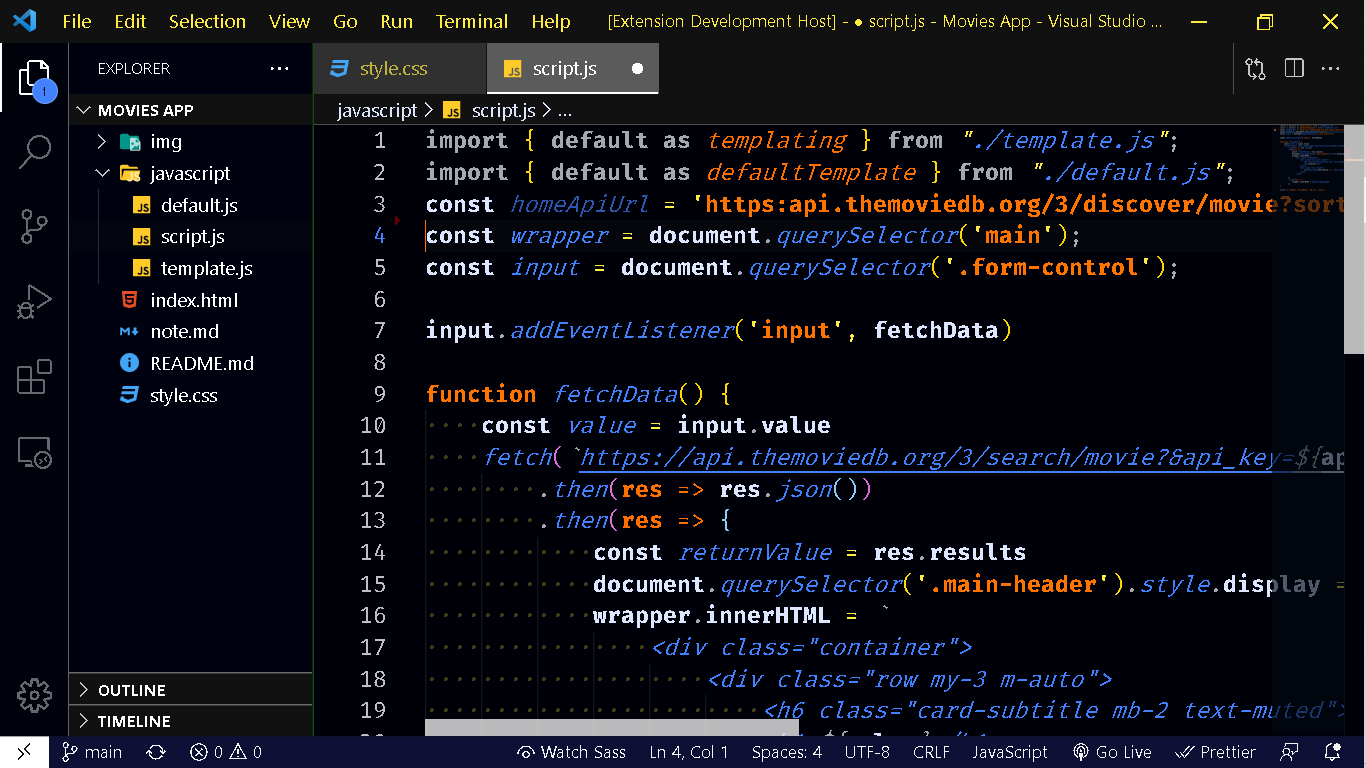 File Edit Selection View Go Run Terminal Help [Extension Development Host] - ● script.js - Movies App - Visual Studio ...
EXPLORER ...
style.css
JS script.js ●
1
MOVIES APP
img
javascript
JS default.js
JS script.js
JS template.js
index.html
note.md
README.md
style.css
OUTLINE
TIMELINE
javascript > JS script.js > ...
1 import { default as templating } from "./template.js";
2 import { default as defaultTemplate } from "./default.js";
3 const homeApiUrl = 'https:api.themoviedb.org/3/discover/movie?sort
4 const wrapper = document.querySelector('main');
5 const input = document.querySelector('.form-control');
6
7 input.addEventListener('input', fetchData)
8
9 function fetchData() {
10 const value = input.value
11 fetch( `https://api.themoviedb.org/3/search/movie?&api_key=${ap
12 .then(res => res.json())
13 .then(res => {
14 const returnValue = res.results
15 document.querySelector('.main-header').style.display =
16 wrapper.innerHTML = `
17 <div class="container">
18 <div class="row my-3 m-auto">
19 <h6 class="card-subtitle mb-2 text-muted">
main 0 0 Watch Sass Ln 4, Col 1 Spaces: 4 UTF-8 CRLF JavaScript Go Live Prettier